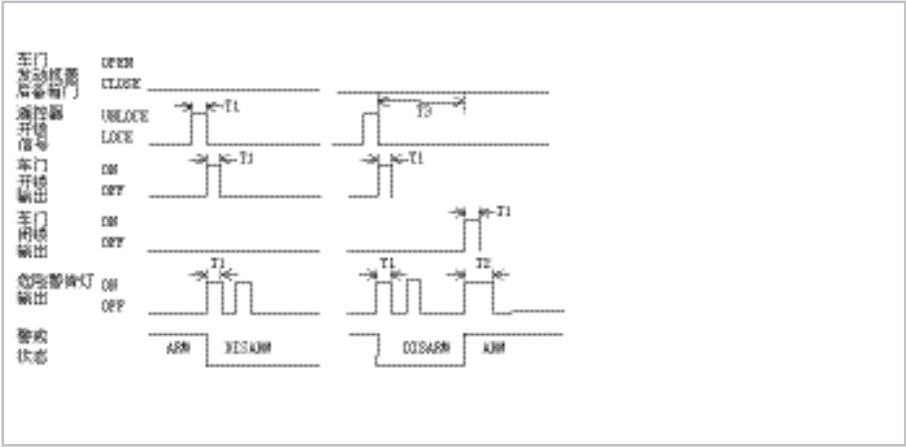 车门 OPEN
发动机盖
后备箱门 CLOSE
遥控器 UNLOCK
开锁
信号 LOCK
T1
T3
车门 ON
开锁
输出 OFF
T1
T1
车门 ON
闭锁
输出 OFF
T1
危险警告灯 ON
输出 OFF
T1
T1
T2
警戒
状态
ARM
DISARM
DISARM
ARM